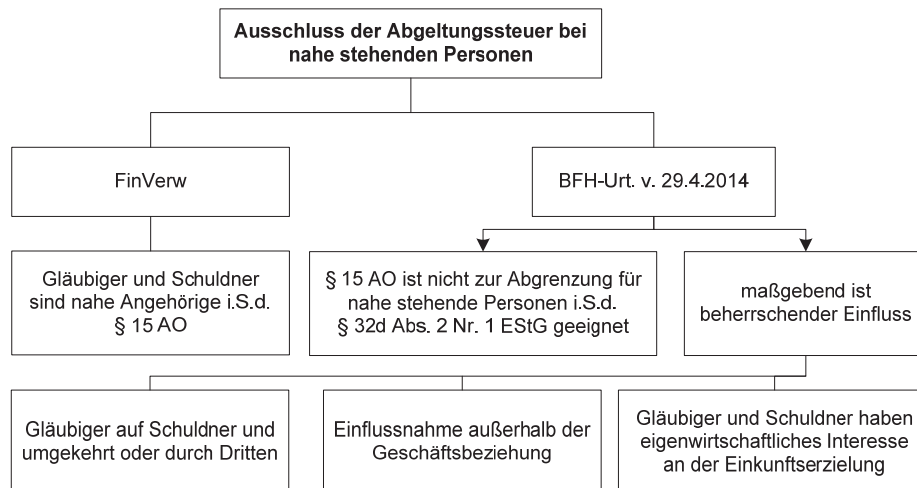 Ausschluss der Abgeltungssteuer bei
nahe stehenden Personen
FinVerw
BFH-Urt. v. 29.4.2014
Gläubiger und Schuldner
sind nahe Angehörige i.S.d.
§ 15 AO
§ 15 AO ist nicht zur Abgrenzung für
nahe stehende Personen i.S.d.
§ 32d Abs. 2 Nr. 1 EStG geeignet
maßgebend ist
beherrschender Einfluss
Gläubiger auf Schuldner und
umgekehrt oder durch Dritten
Einflussnahme außerhalb der
Geschäftsbeziehung
Gläubiger und Schuldner haben
eigenwirtschaftliches Interesse
an der Einkunftserzielung